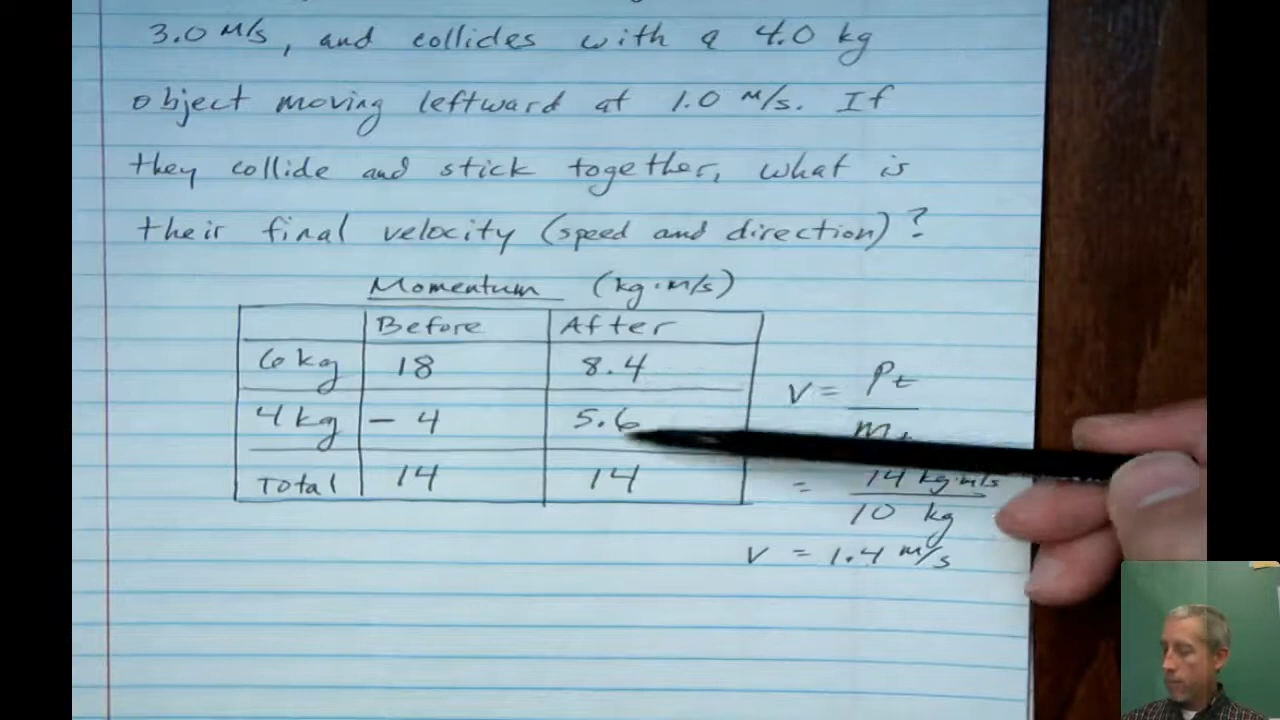 3.0 m/s, and collides with a 4.0 kg
object moving leftward at 1.0 m/s. If
they collide and stick together, what is
their final velocity (speed and direction)?
Momentum (kg·m/s)
Before After
6 kg 18 8.4
4 kg - 4 5.6
Total 14 14
v = Pt
= 14 kg·m/s
10 kg
v = 1.4 m/s